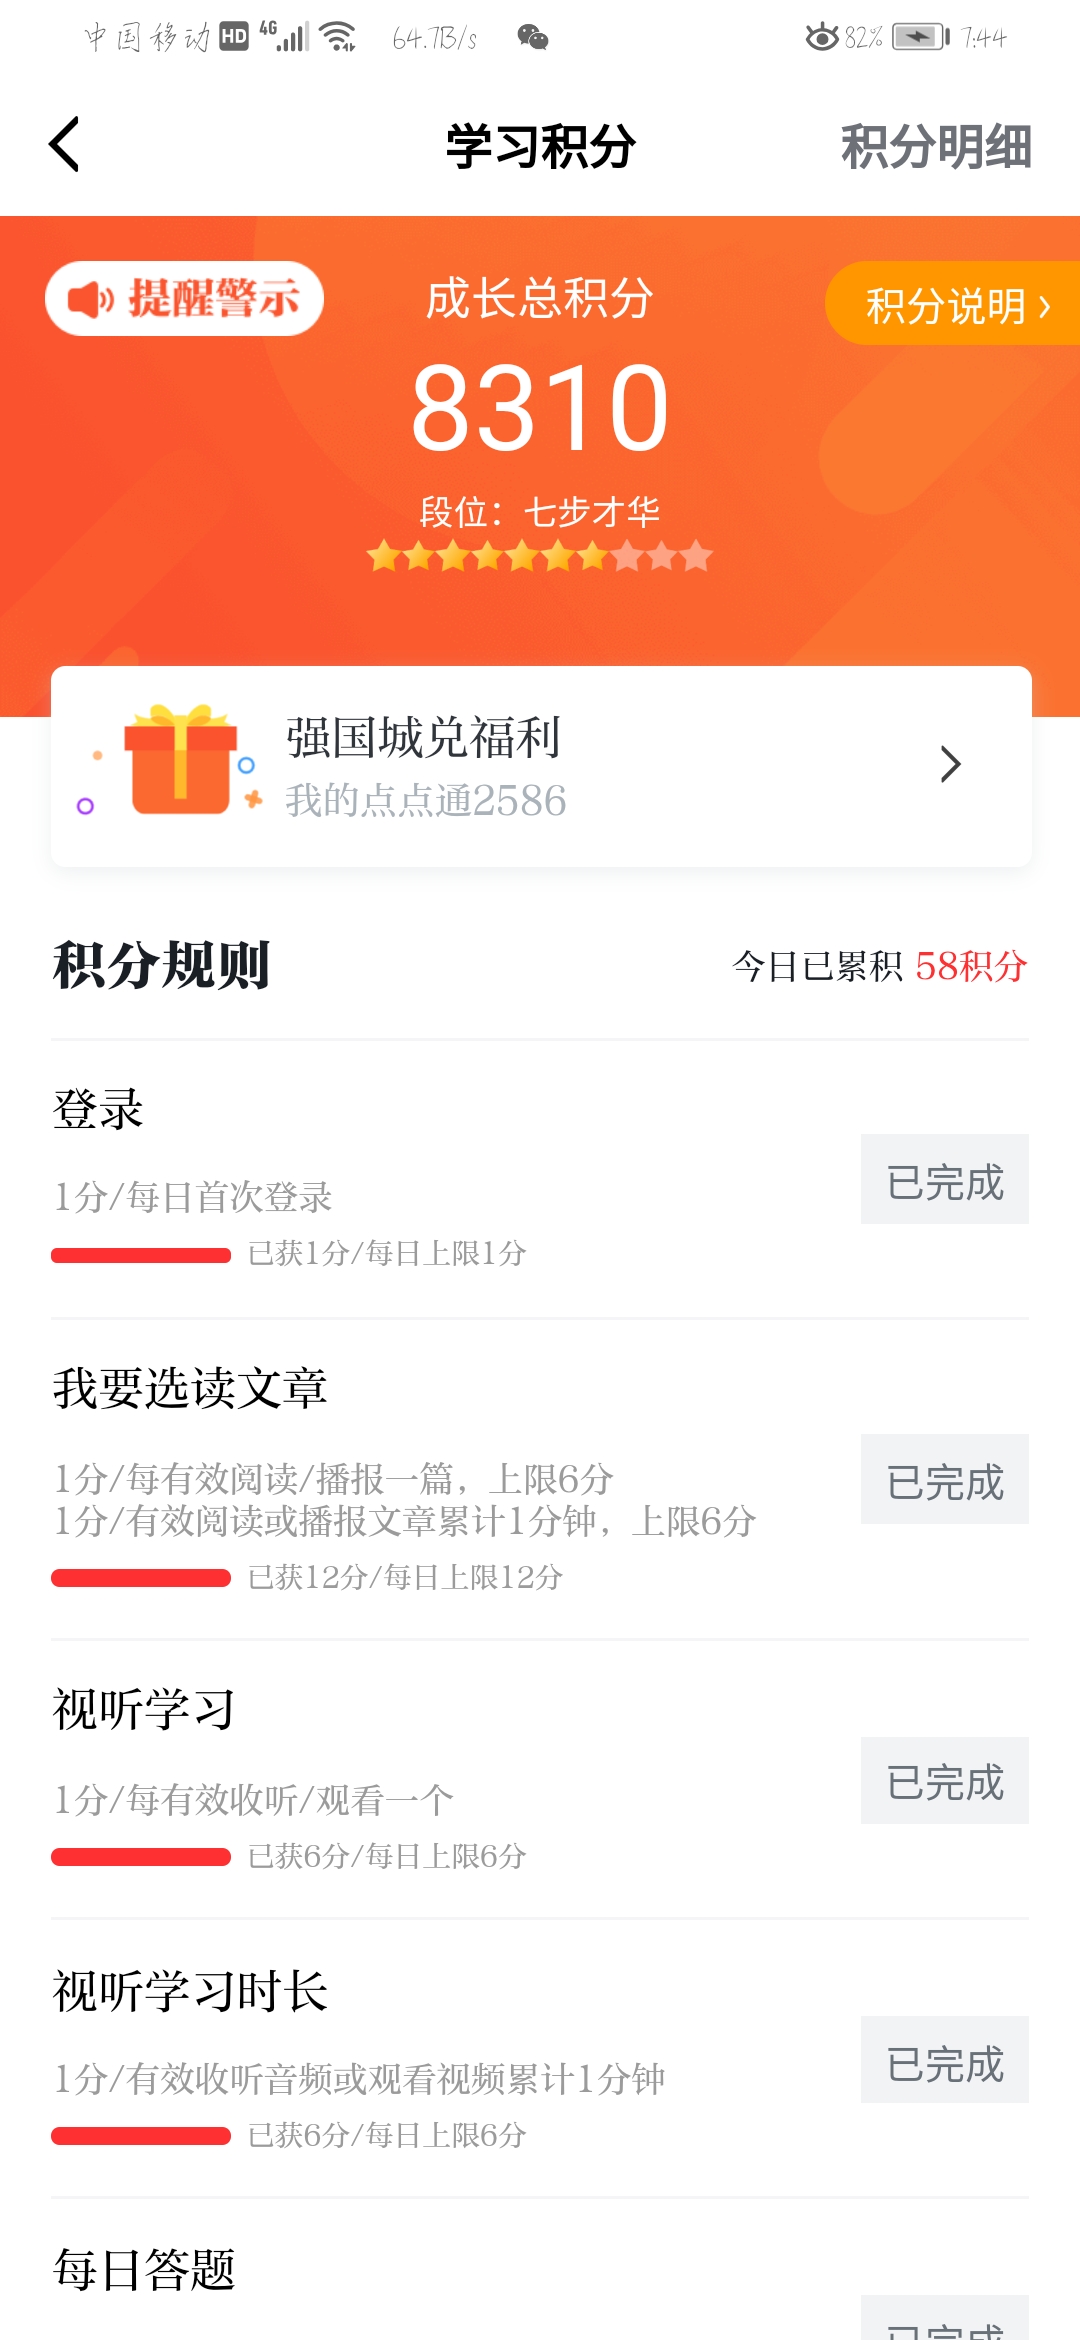 中国移动 HD 4G 64.7B/s 82% 7:44
学习积分 积分明细
提醒警示 成长总积分 积分说明 ›
8310
段位：七步才华
强国城兑福利
我的点点通2586
积分规则 今日已累积 58积分
登录
1分/每日首次登录
已获1分/每日上限1分
已完成
我要选读文章
1分/每有效阅读/播报一篇，上限6分
1分/有效阅读或播报文章累计1分钟，上限6分
已获12分/每日上限12分
已完成
视听学习
1分/每有效收听/观看一个
已获6分/每日上限6分
已完成
视听学习时长
1分/有效收听音频或观看视频累计1分钟
已获6分/每日上限6分
已完成
每日答题
已完成